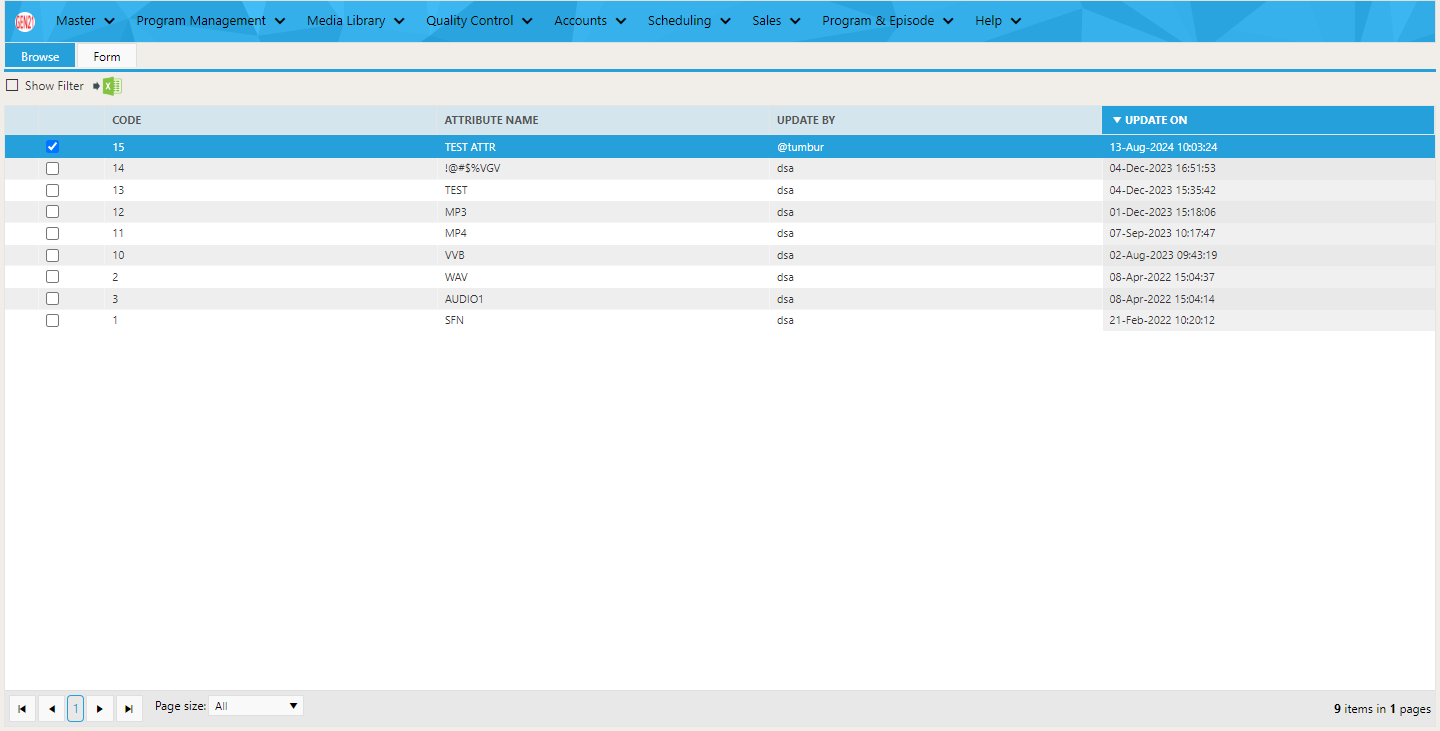 GEN21 Master Program Management Media Library Quality Control Accounts Scheduling Sales Program & Episode Help
Browse Form
Show Filter
CODE ATTRIBUTE NAME UPDATE BY UPDATE ON
15 TEST ATTR @tumbur 13-Aug-2024 10:03:24
14 !@#$%VGV dsa 04-Dec-2023 16:51:53
13 TEST dsa 04-Dec-2023 15:35:42
12 MP3 dsa 01-Dec-2023 15:18:06
11 MP4 dsa 07-Sep-2023 10:17:47
10 VVB dsa 02-Aug-2023 09:43:19
2 WAV dsa 08-Apr-2022 15:04:37
3 AUDIO1 dsa 08-Apr-2022 15:04:14
1 SFN dsa 21-Feb-2022 10:20:12
1 Page size: All 9 items in 1 pages